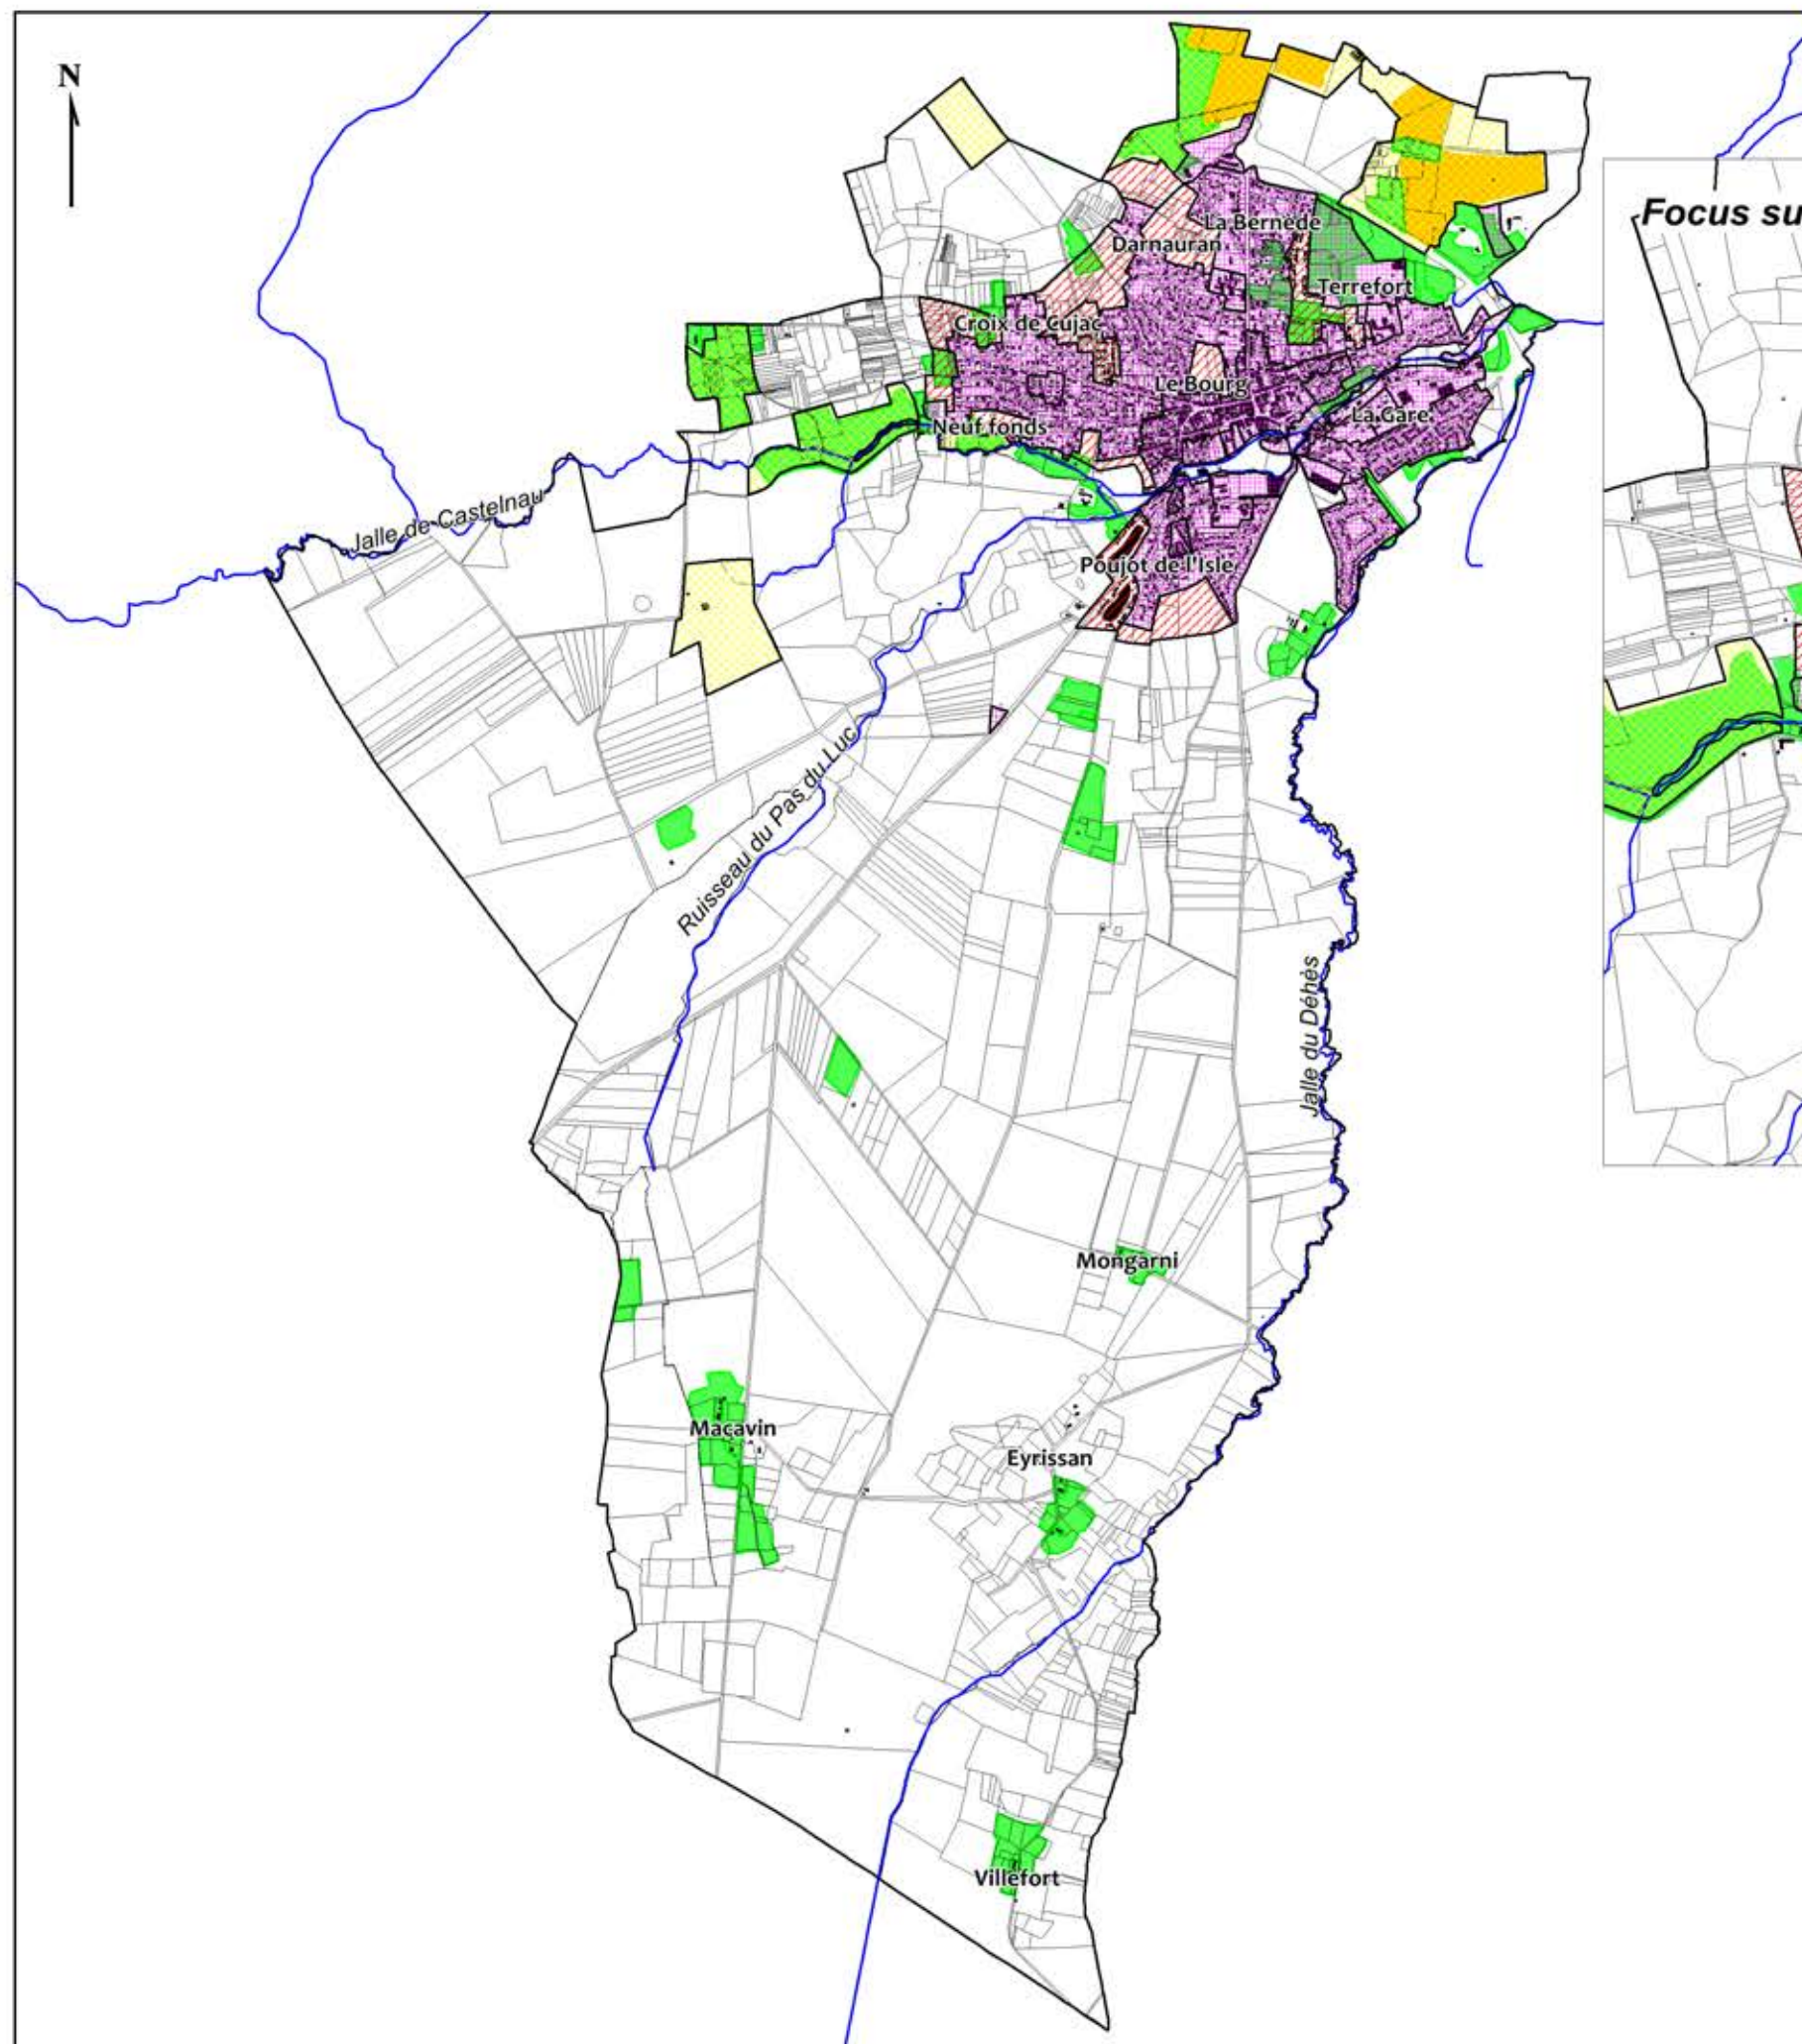 N
Focus su
La Bernede
Darnauran
Terrefort
Croix de Cujac
Le Bourg
La Gare
Neuf fonds
Jalle de Castelnau
Poujot de l'Isle
Ruisseau du Pas du Luc
Jalle du Déhès
Mongarni
Maçavin
Eyrissan
Villefort